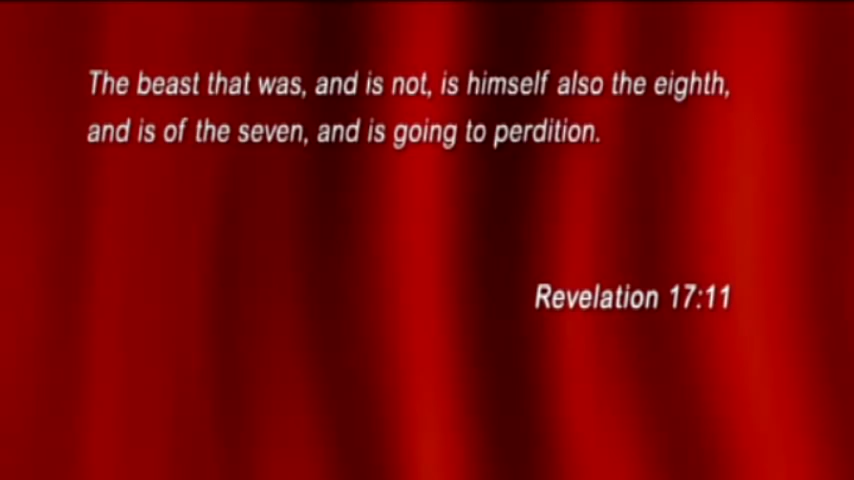 The beast that was, and is not, is himself also the eighth,
and is of the seven, and is going to perdition.
Revelation 17:11